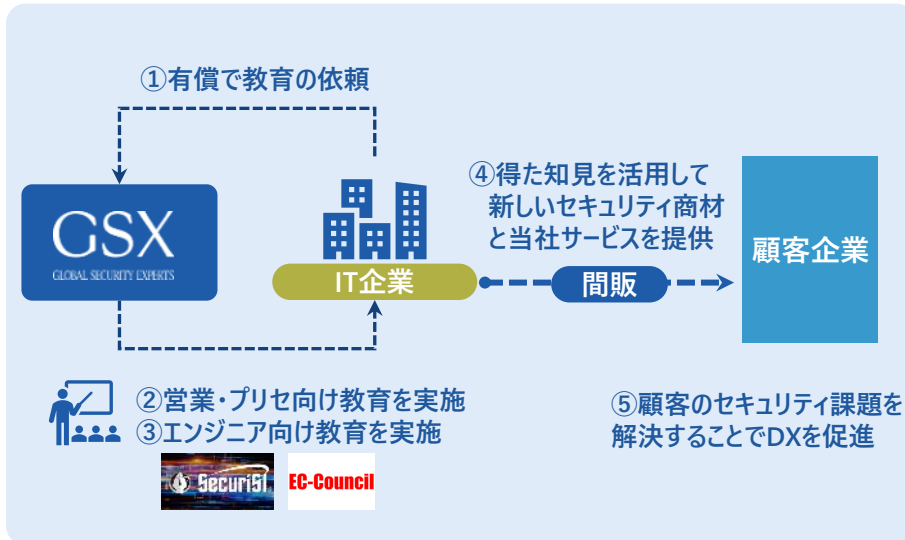 ①有償で教育の依頼
GSX
GLOBAL SECURITY EXPERTS
IT企業
④得た知見を活用して
新しいセキュリティ商材
と当社サービスを提供
間販
顧客企業
②営業・プリセ向け教育を実施
③エンジニア向け教育を実施
SecuriST
EC-Council
⑤顧客のセキュリティ課題を
解決することでDXを促進